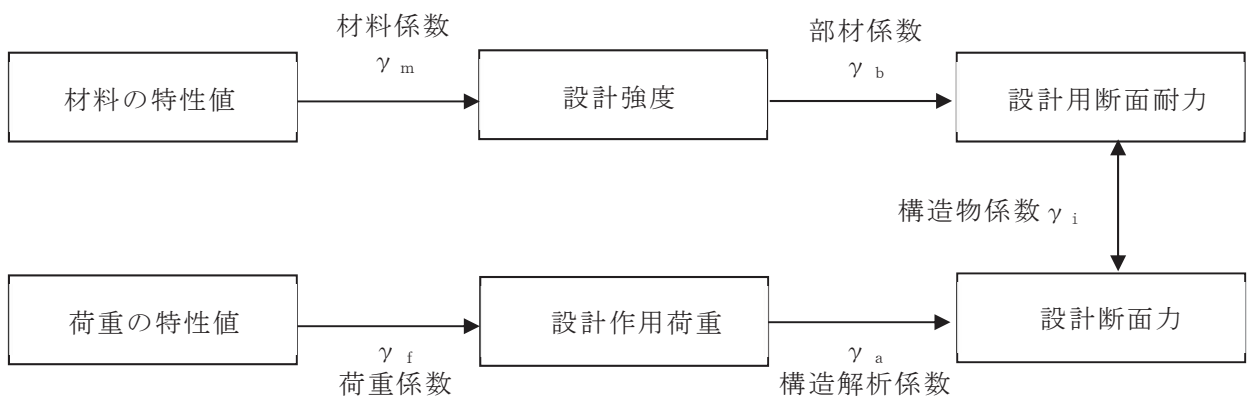 材料係数
γ m
部材係数
γ b
材料の特性値
設計強度
設計用断面耐力
構造物係数 γ i
荷重の特性値
設計作用荷重
設計断面力
γ f
荷重係数
γ a
構造解析係数